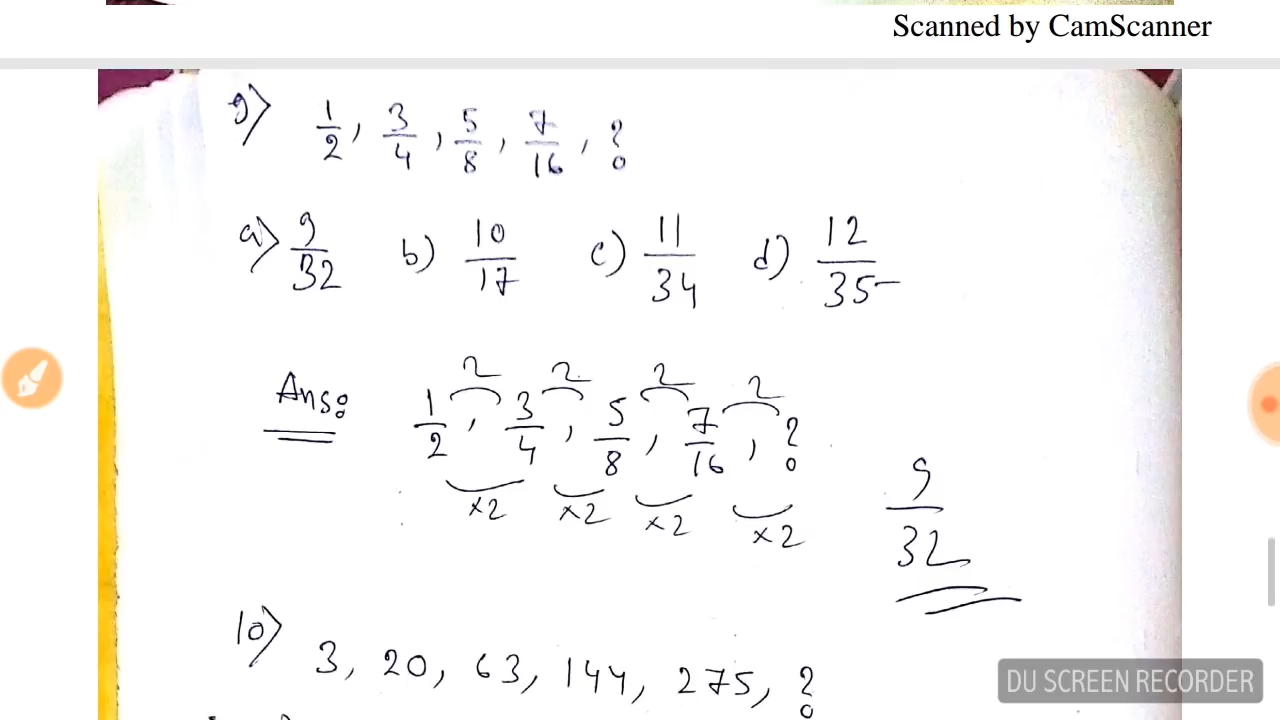 Scanned by CamScanner
9) 1/2, 3/4, 5/8, 7/16, ?
a) 9/32 b) 10/17 c) 11/34 d) 12/35
2 2 2 2
Ans: 1/2, 3/4, 5/8, 7/16, ?
×2 ×2 ×2 ×2
9/32
10) 3, 20, 63, 144, 275, ?
DU SCREEN RECORDER